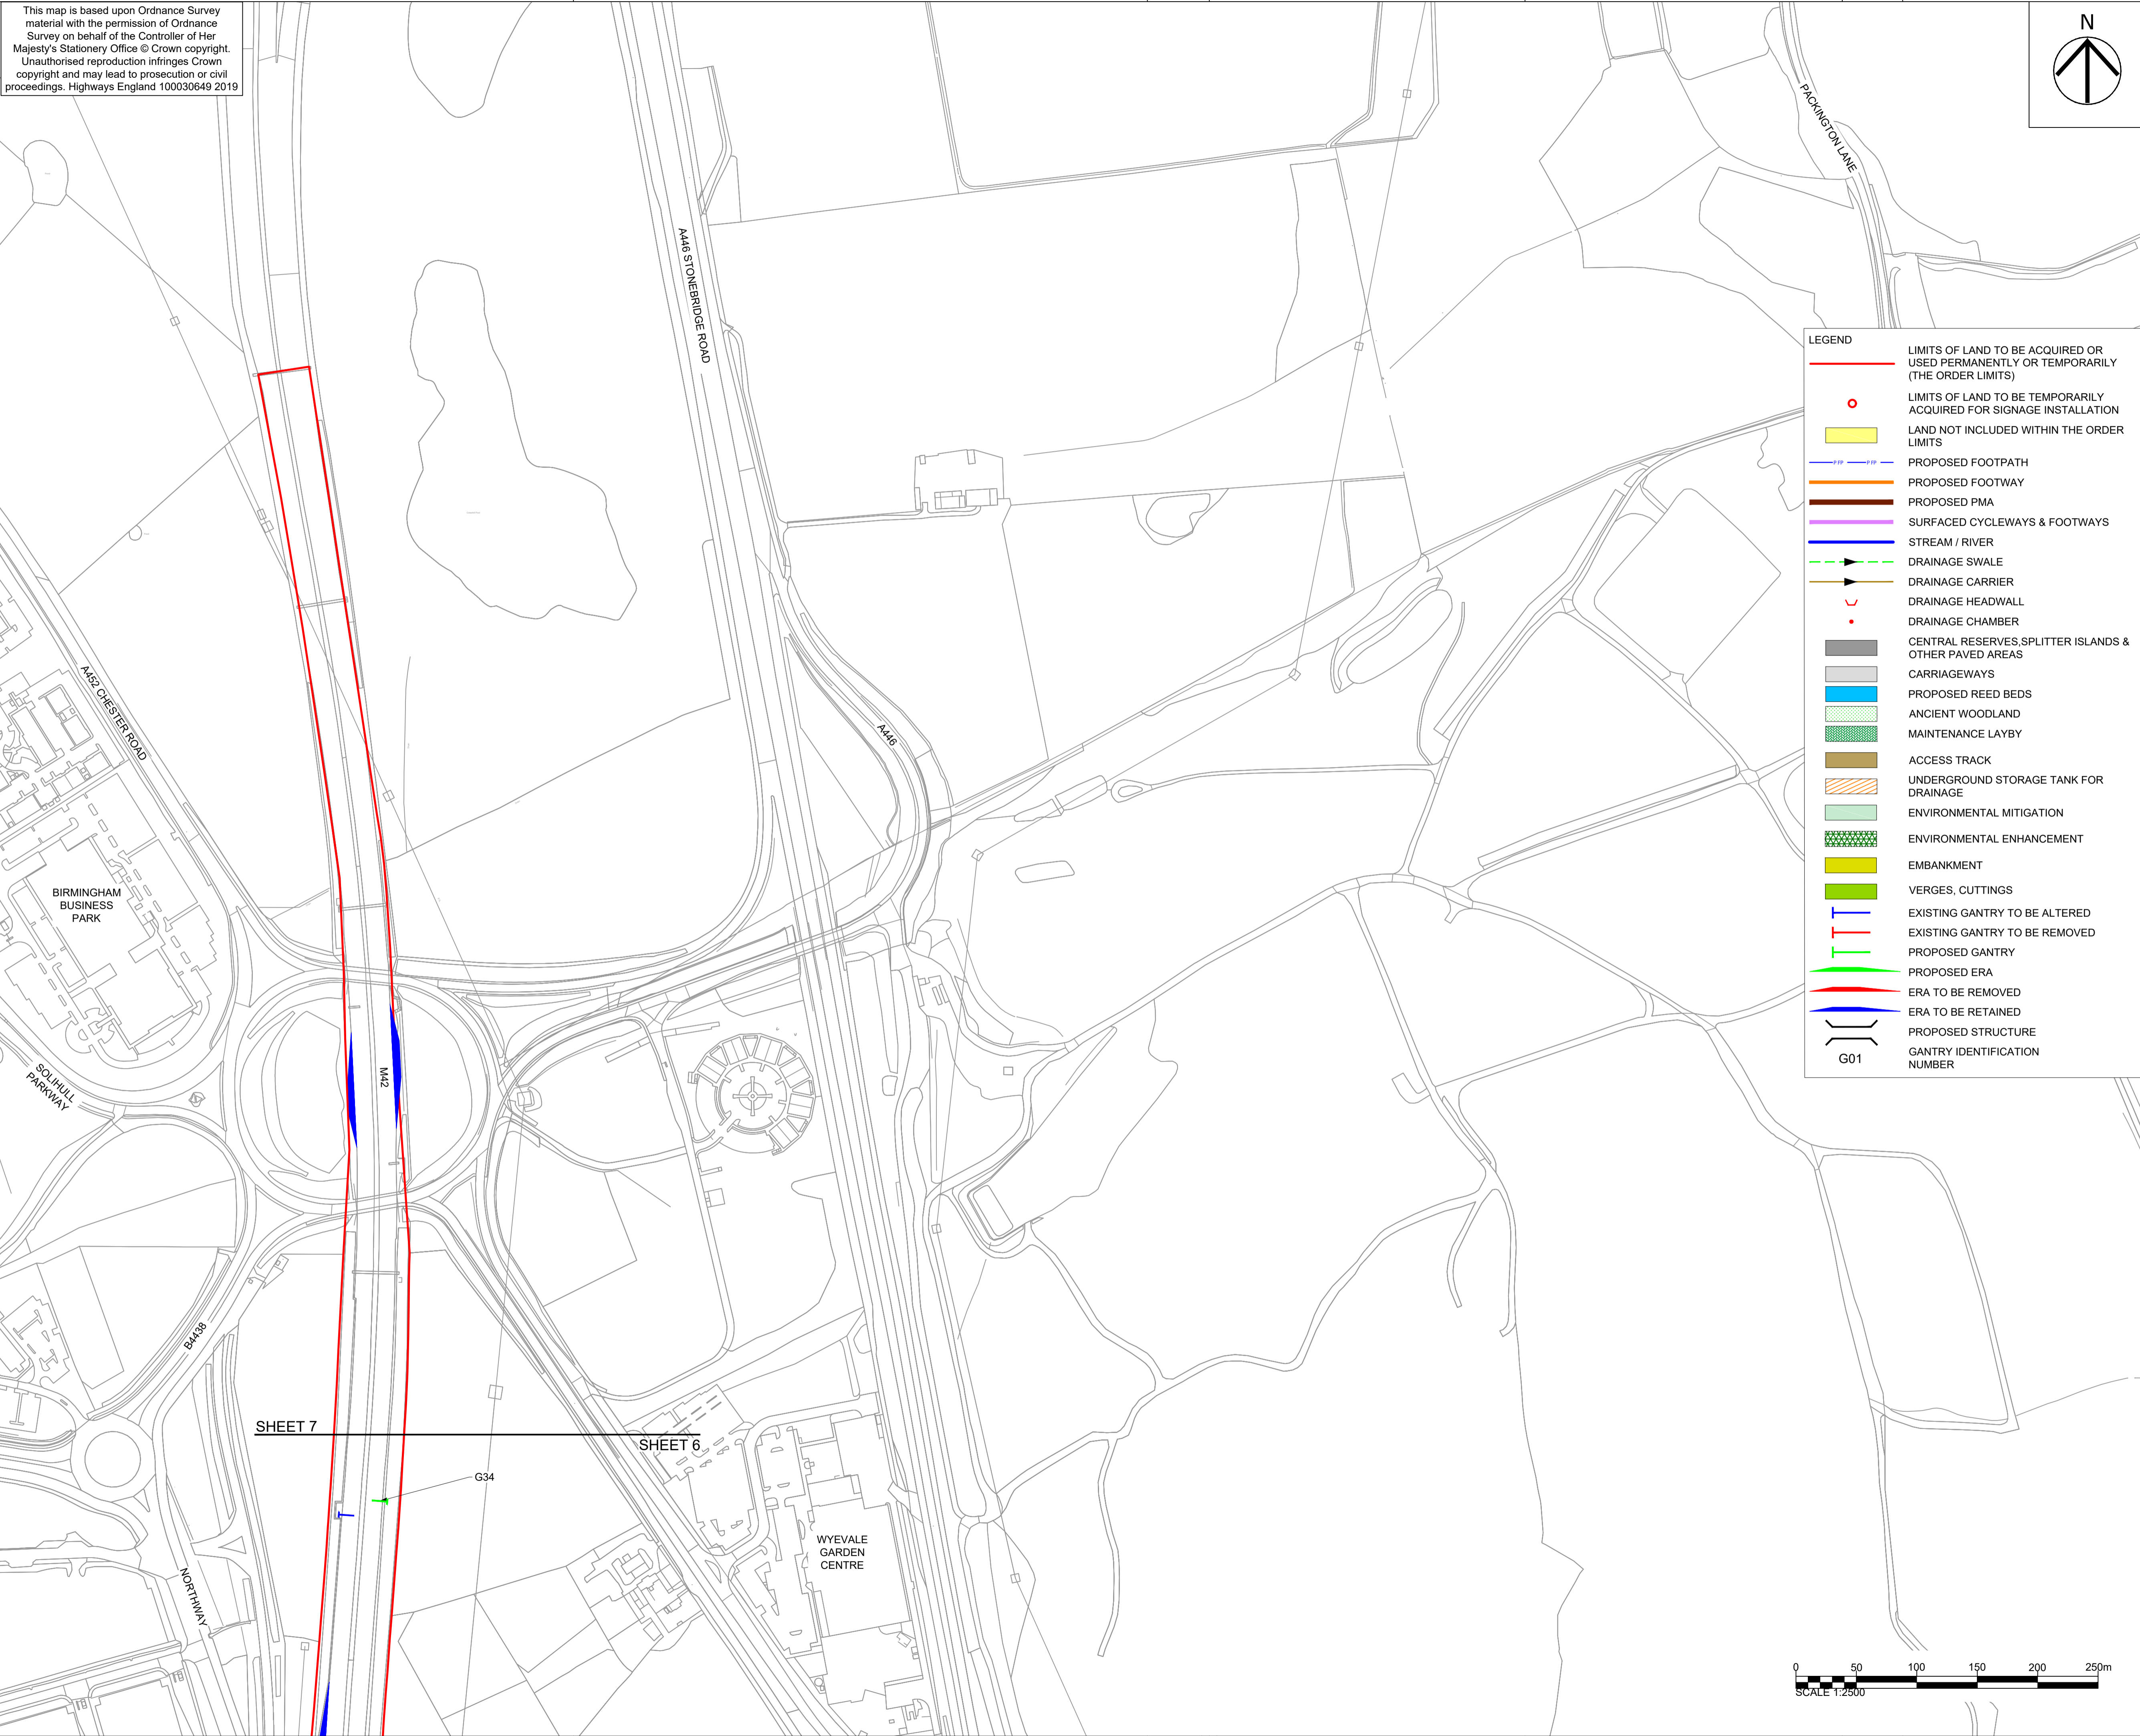 This map is based upon Ordnance Survey
material with the permission of Ordnance
Survey on behalf of the Controller of Her
Majesty's Stationery Office © Crown copyright.
Unauthorised reproduction infringes Crown
copyright and may lead to prosecution or civil
proceedings. Highways England 100030649 2019
N
PACKINGTON LANE
A446 STONEBRIDGE ROAD
LEGEND
LIMITS OF LAND TO BE ACQUIRED OR
USED PERMANENTLY OR TEMPORARILY
(THE ORDER LIMITS)
LIMITS OF LAND TO BE TEMPORARILY
ACQUIRED FOR SIGNAGE INSTALLATION
LAND NOT INCLUDED WITHIN THE ORDER
LIMITS
P FP P FP
PROPOSED FOOTPATH
PROPOSED FOOTWAY
PROPOSED PMA
SURFACED CYCLEWAYS & FOOTWAYS
STREAM / RIVER
DRAINAGE SWALE
DRAINAGE CARRIER
DRAINAGE HEADWALL
DRAINAGE CHAMBER
CENTRAL RESERVES,SPLITTER ISLANDS &
OTHER PAVED AREAS
CARRIAGEWAYS
PROPOSED REED BEDS
ANCIENT WOODLAND
MAINTENANCE LAYBY
ACCESS TRACK
UNDERGROUND STORAGE TANK FOR
DRAINAGE
ENVIRONMENTAL MITIGATION
ENVIRONMENTAL ENHANCEMENT
EMBANKMENT
VERGES, CUTTINGS
EXISTING GANTRY TO BE ALTERED
EXISTING GANTRY TO BE REMOVED
PROPOSED GANTRY
PROPOSED ERA
ERA TO BE REMOVED
ERA TO BE RETAINED
PROPOSED STRUCTURE
G01
GANTRY IDENTIFICATION
NUMBER
A452 CHESTER ROAD
A446
BIRMINGHAM
BUSINESS
PARK
SOLIHULL
PARKWAY
M42
B4438
SHEET 7
SHEET 6
G34
WYEVALE
GARDEN
CENTRE
NORTHWAY
0 50 100 150 200 250m
SCALE 1:2500